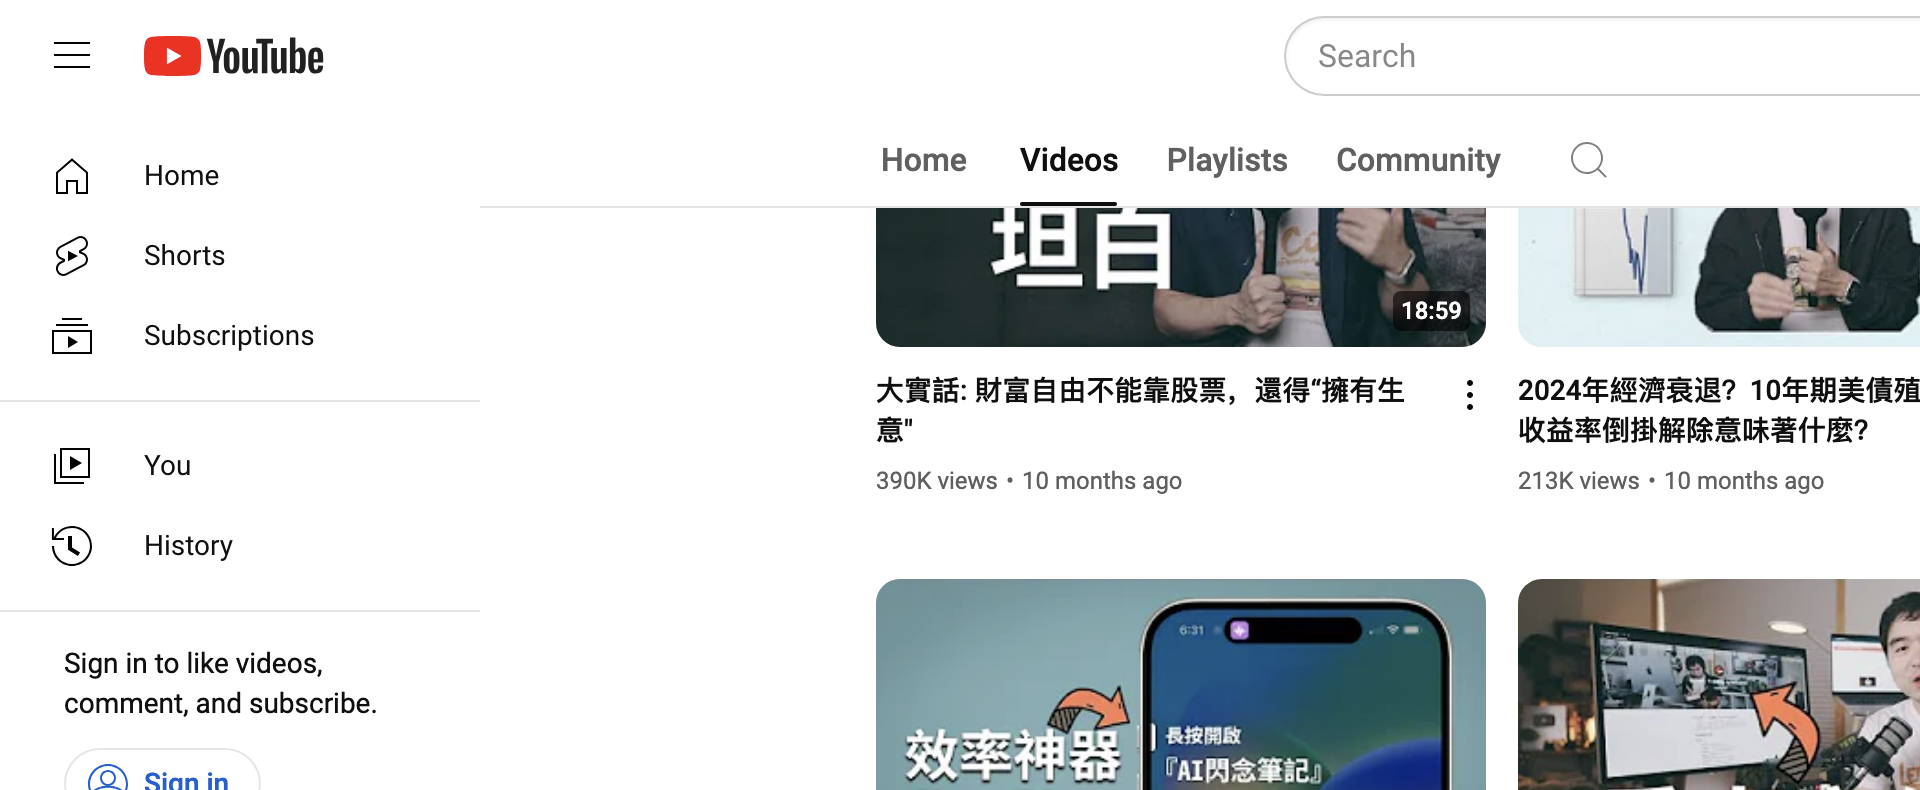 YouTube
Search
Home
Shorts
Subscriptions
You
History
Sign in to like videos,
comment, and subscribe.
Sign in
Home
Videos
Playlists
Community
坦白
18:59
大實話: 財富自由不能靠股票，還得“擁有生
意"
390K views • 10 months ago
2024年經濟衰退？10年期美債殖
收益率倒掛解除意味著什麼?
213K views • 10 months ago
6:31
效率神器
長按開啟
『AI閃念筆記』